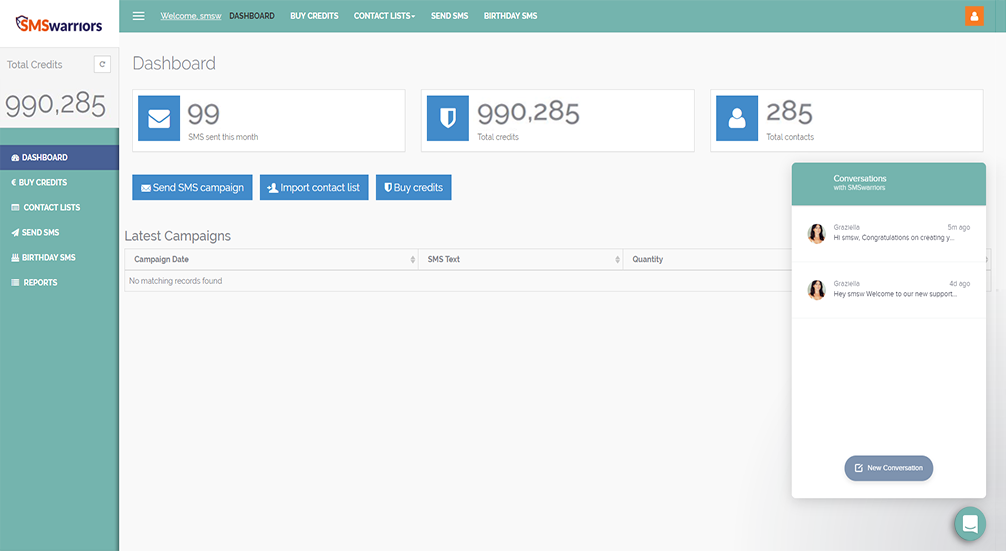 SMSwarriors
Welcome, smsw DASHBOARD BUY CREDITS CONTACT LISTS SEND SMS BIRTHDAY SMS
Total Credits
990,285
DASHBOARD
€ BUY CREDITS
CONTACT LISTS
SEND SMS
BIRTHDAY SMS
REPORTS
Dashboard
99
SMS sent this month
990,285
Total credits
285
Total contacts
Send SMS campaign
Import contact list
Buy credits
Latest Campaigns
Campaign Date SMS Text Quantity
No matching records found
Conversations
with SMSwarriors
Graziella 5m ago
Hi smsw, Congratulations on creating y...
Graziella 4d ago
Hey smsw Welcome to our new support...
New Conversation